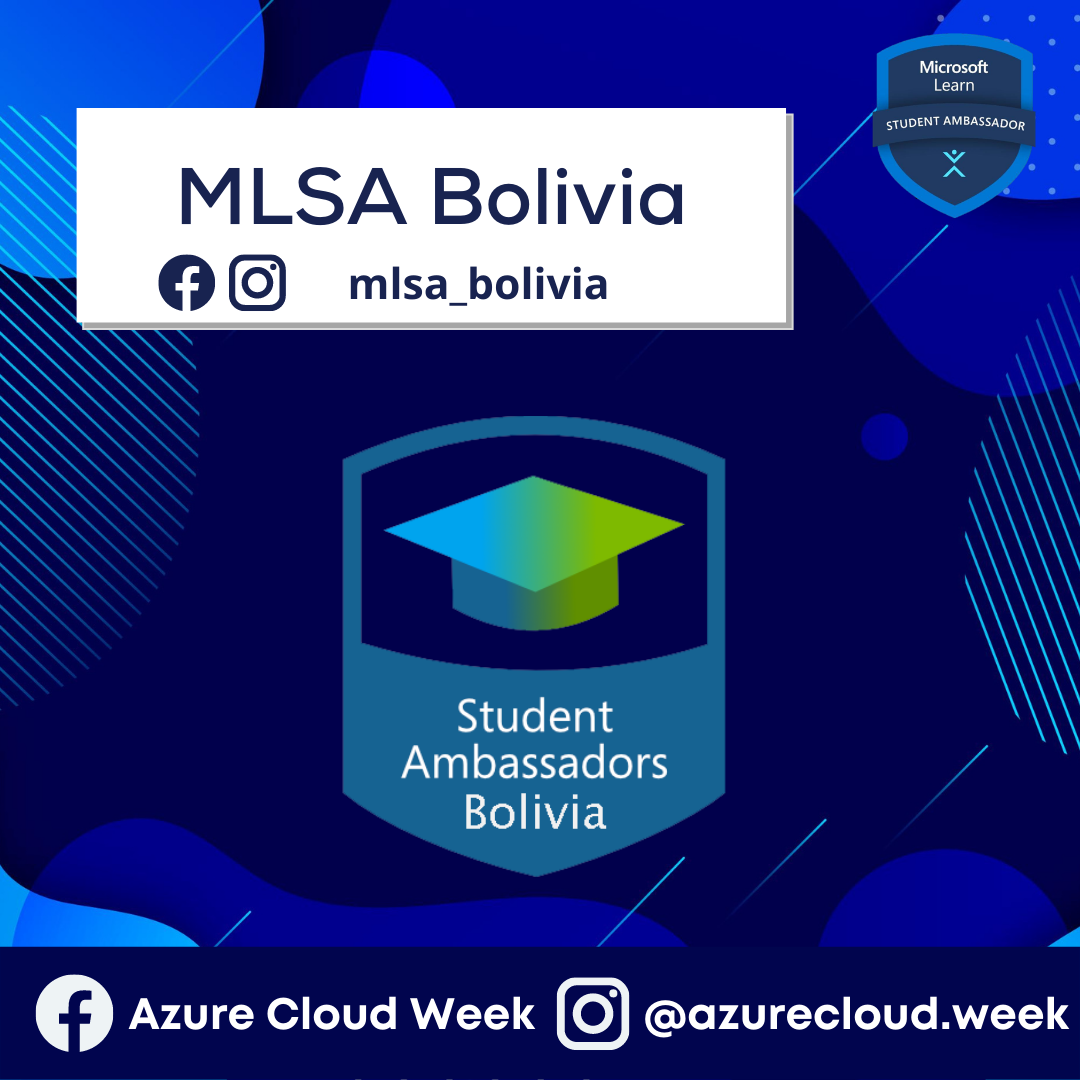 Microsoft
Learn
STUDENT AMBASSADOR
MLSA Bolivia
mlsa_bolivia
Student
Ambassadors
Bolivia
Azure Cloud Week @azurecloud.week